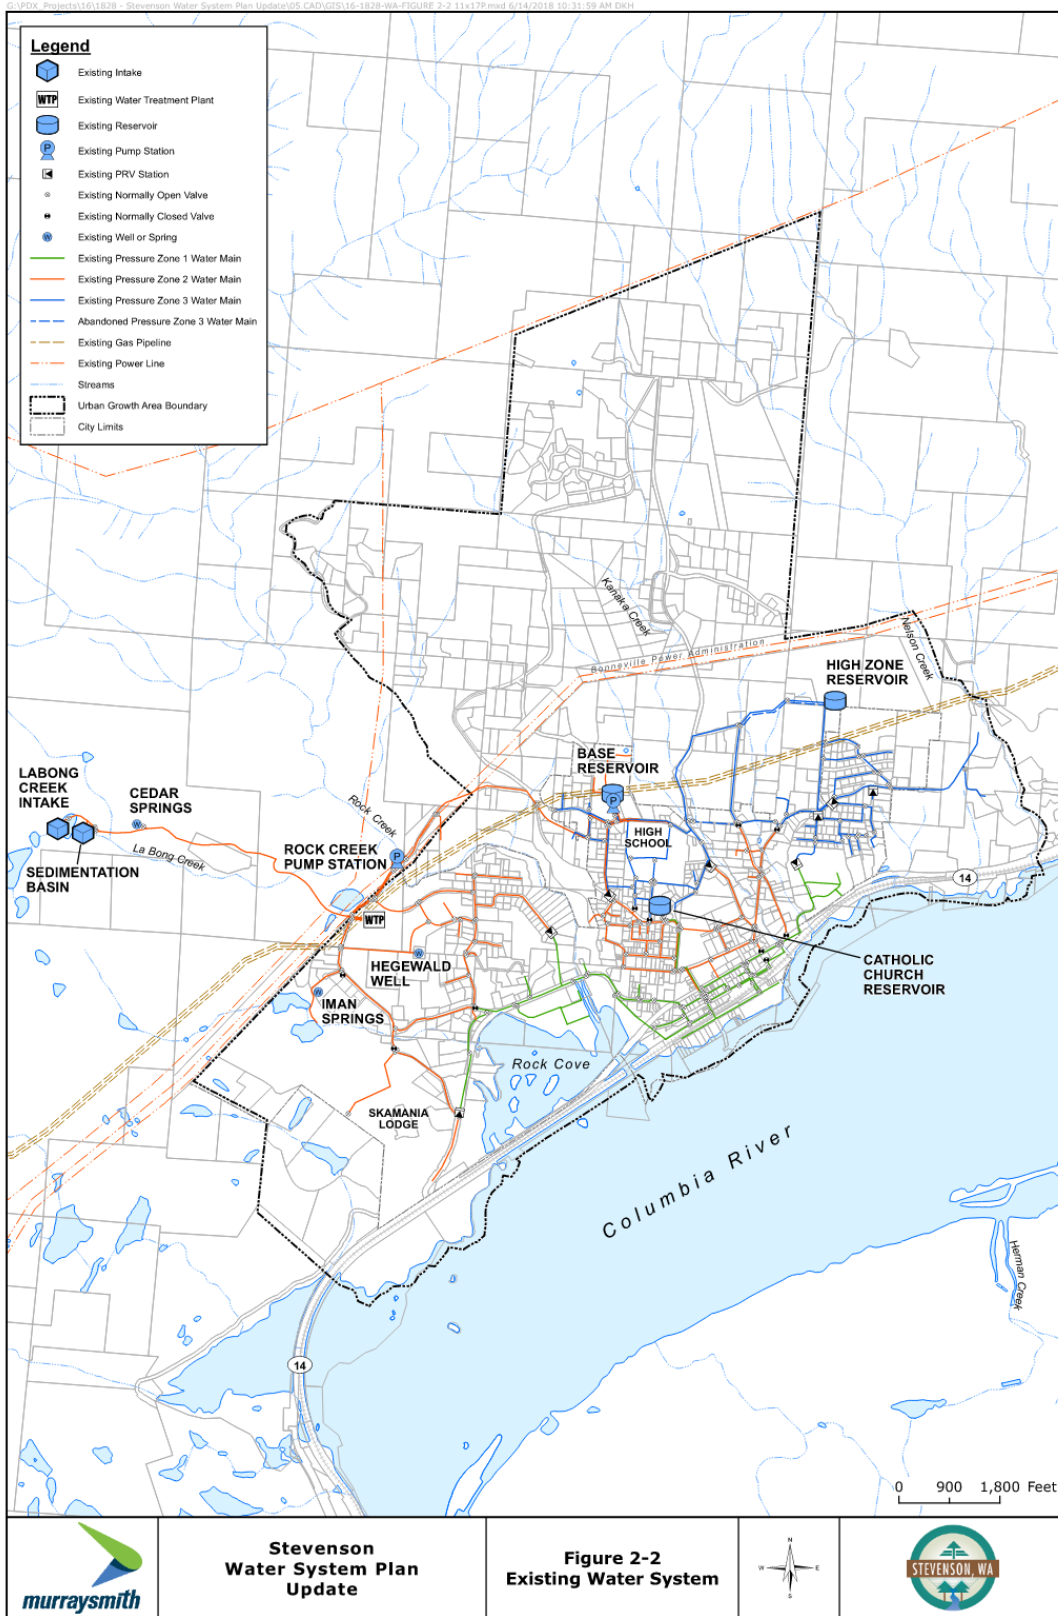 G:\PDX_Projects\16\1828 - Stevenson Water System Plan Update\05 CAD\GIS\16-1828-WA-FIGURE 2-2 11x17P.mxd 6/14/2018 10:31:59 AM DKH
Legend
Existing Intake
WTP Existing Water Treatment Plant
Existing Reservoir
P Existing Pump Station
Existing PRV Station
Existing Normally Open Valve
Existing Normally Closed Valve
W Existing Well or Spring
Existing Pressure Zone 1 Water Main
Existing Pressure Zone 2 Water Main
Existing Pressure Zone 3 Water Main
Abandoned Pressure Zone 3 Water Main
Existing Gas Pipeline
Existing Power Line
Streams
Urban Growth Area Boundary
City Limits
Kanaka Creek
Bonneville Power Administration
Nelson Creek
HIGH ZONE
RESERVOIR
BASE
RESERVOIR
P
LABONG
CREEK
INTAKE
CEDAR
SPRINGS
W
SEDIMENTATION
BASIN
La Bong Creek
Rock Creek
ROCK CREEK
PUMP STATION
P
HIGH
SCHOOL
14
WTP
HEGEWALD
WELL
W
W
IMAN
SPRINGS
CATHOLIC
CHURCH
RESERVOIR
Rock Cove
SKAMANIA
LODGE
Columbia River
Herman Creek
14
0 900 1,800 Feet
murraysmith
Stevenson
Water System Plan
Update
Figure 2-2
Existing Water System
N
W E
S
STEVENSON, WA